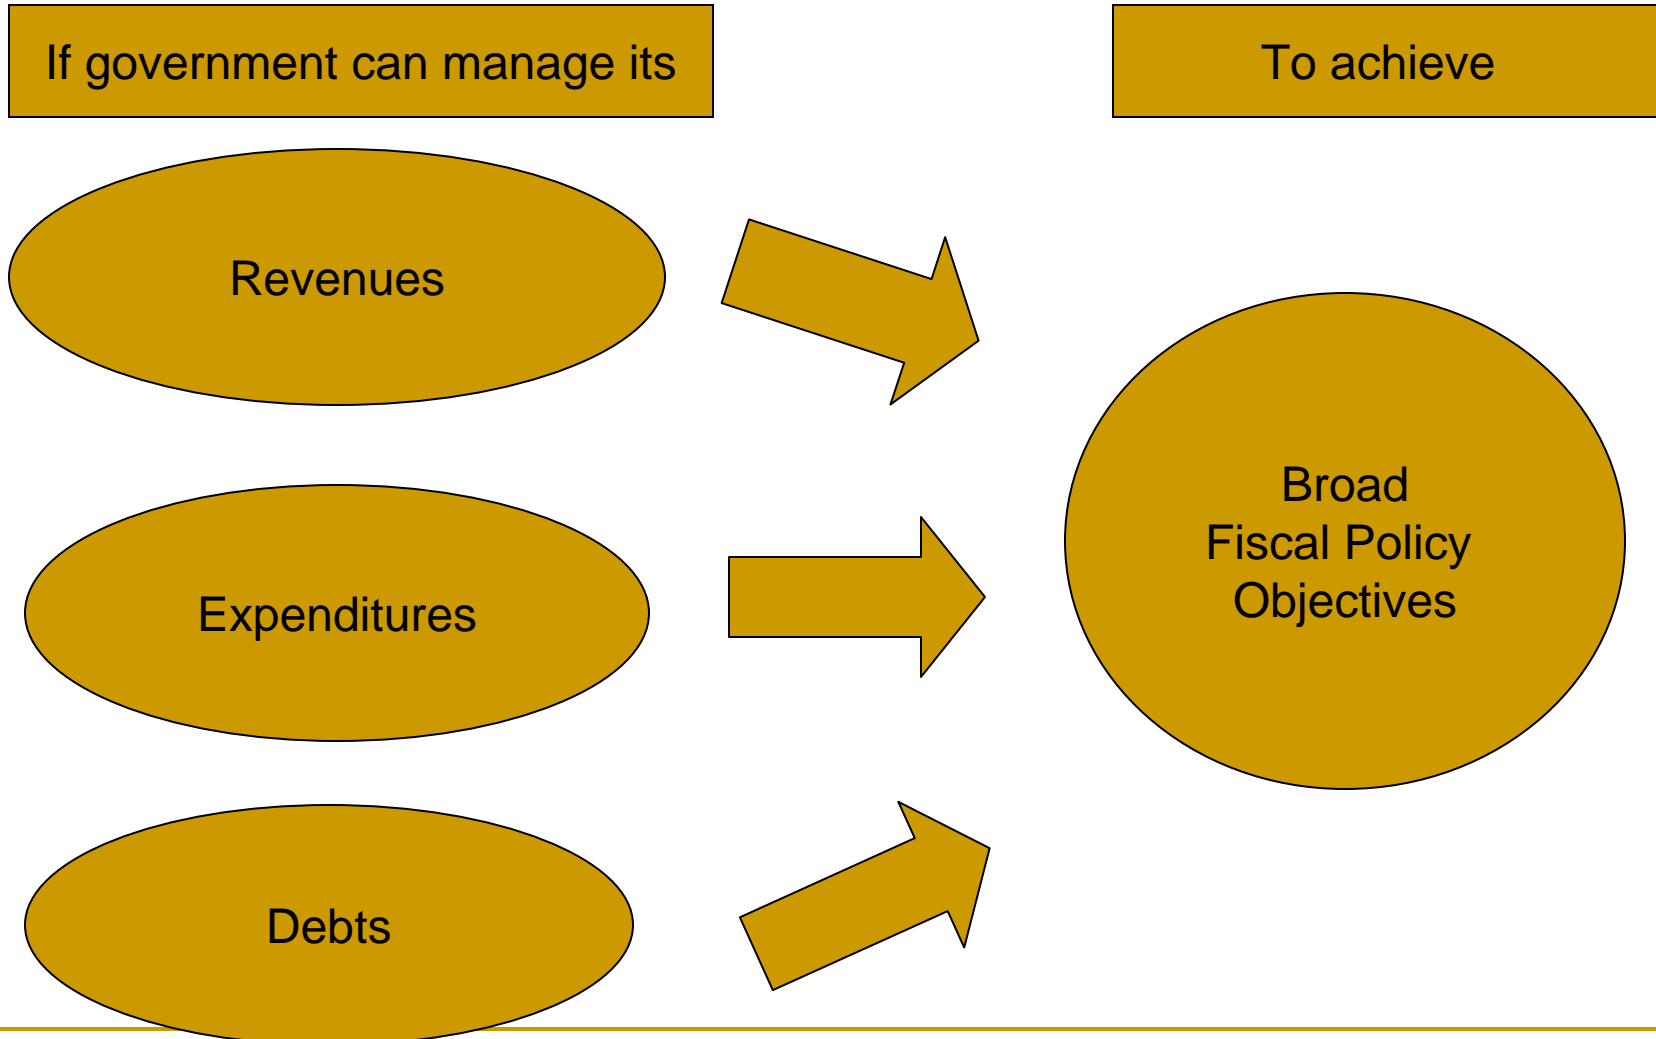 If government can manage its
To achieve
Revenues
Expenditures
Debts
Broad
Fiscal Policy
Objectives